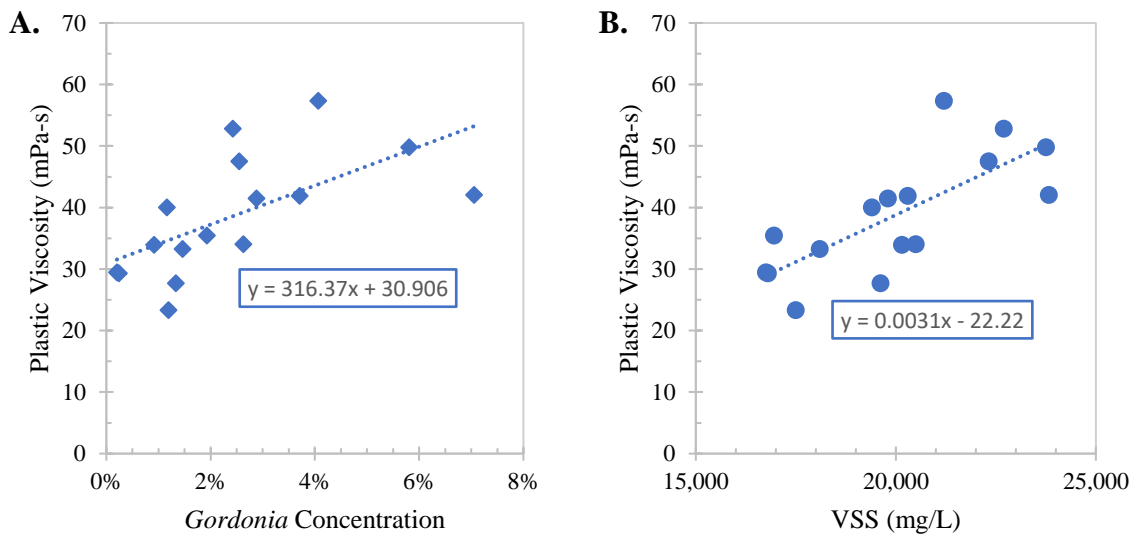 A.
Plastic Viscosity (mPa-s)
70
60
50
40
30
20
10
0
y = 316.37x + 30.906
0% 2% 4% 6% 8%
Gordonia Concentration
B.
Plastic Viscosity (mPa-s)
70
60
50
40
30
20
10
0
y = 0.0031x - 22.22
15,000 20,000 25,000
VSS (mg/L)